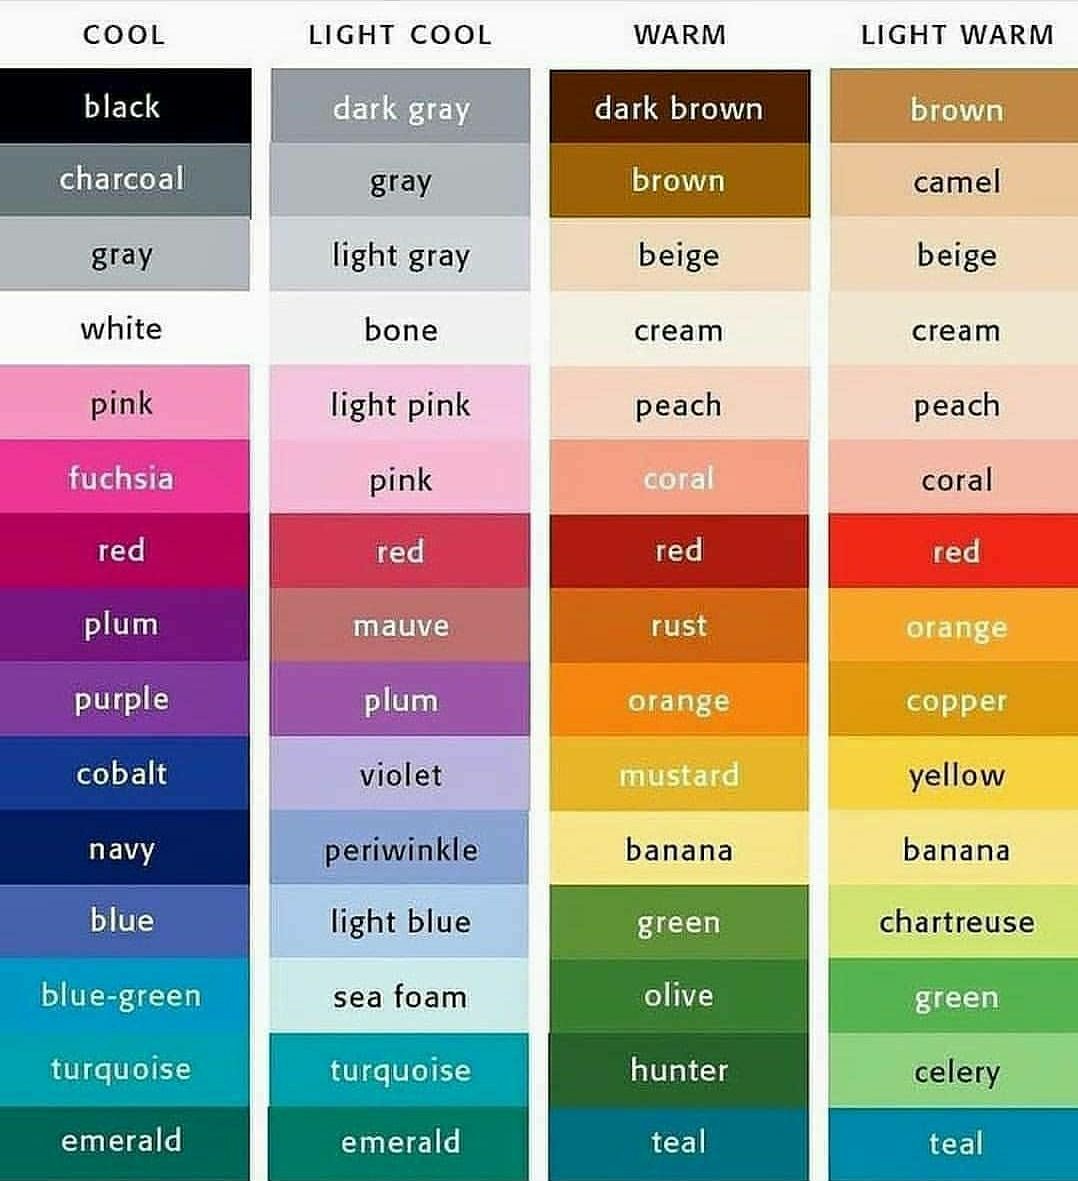 COOL LIGHT COOL WARM LIGHT WARM
black dark gray dark brown brown
charcoal gray brown camel
gray light gray beige beige
white bone cream cream
pink light pink peach peach
fuchsia pink coral coral
red red red red
plum mauve rust orange
purple plum orange copper
cobalt violet mustard yellow
navy periwinkle banana banana
blue light blue green chartreuse
blue-green sea foam olive green
turquoise turquoise hunter celery
emerald emerald teal teal